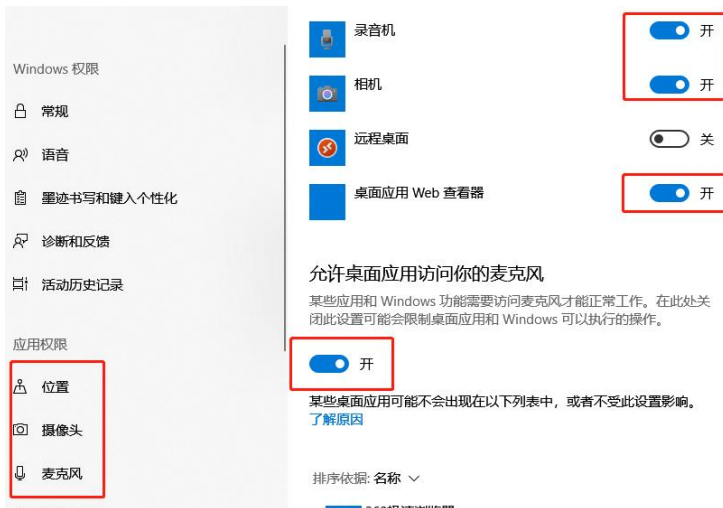 Windows 权限
常规
语音
墨迹书写和键入个性化
诊断和反馈
活动历史记录
应用权限
位置
摄像头
麦克风
录音机
开
相机
开
远程桌面
关
桌面应用 Web 查看器
开
允许桌面应用访问你的麦克风
某些应用和 Windows 功能需要访问麦克风才能正常工作。在此处关
闭此设置可能会限制桌面应用和 Windows 可以执行的操作。
开
某些桌面应用可能不会出现在以下列表中，或者不受此设置影响。
了解原因
排序依据: 名称